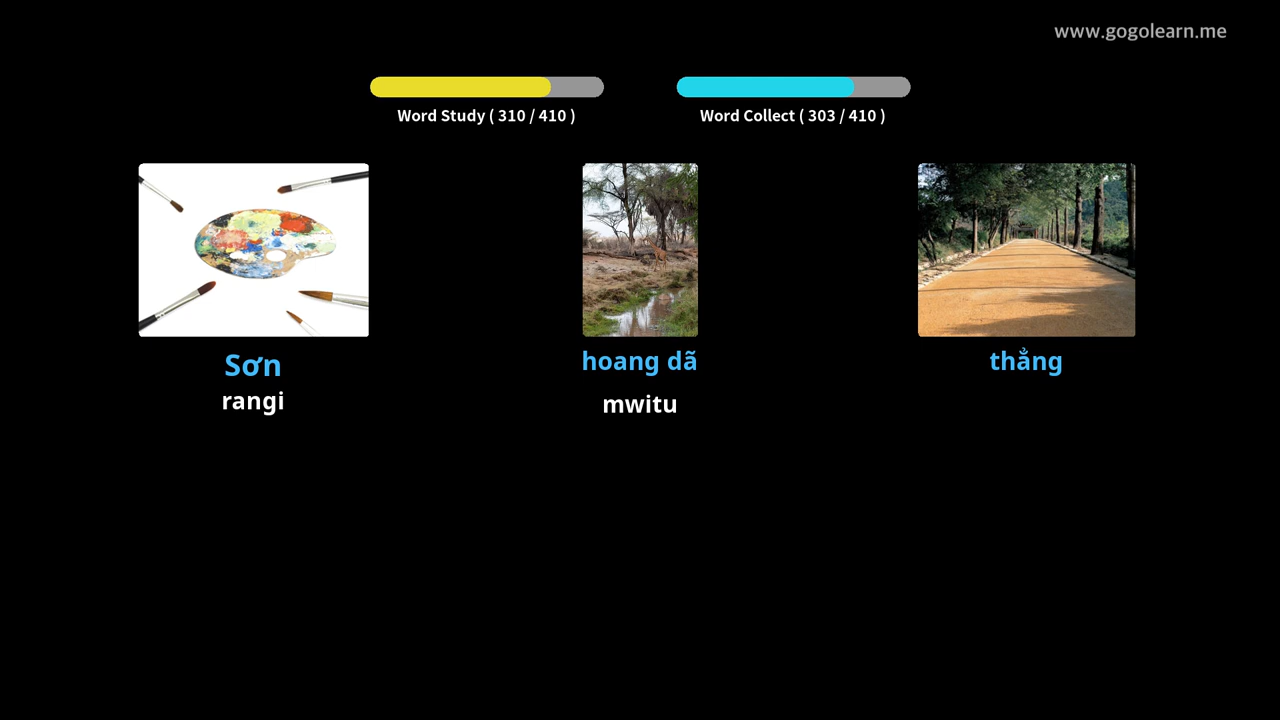 www.gogolearn.me
Word Study ( 310 / 410 )
Word Collect ( 303 / 410 )
Sơn
rangi
hoang dã
mwitu
thẳng